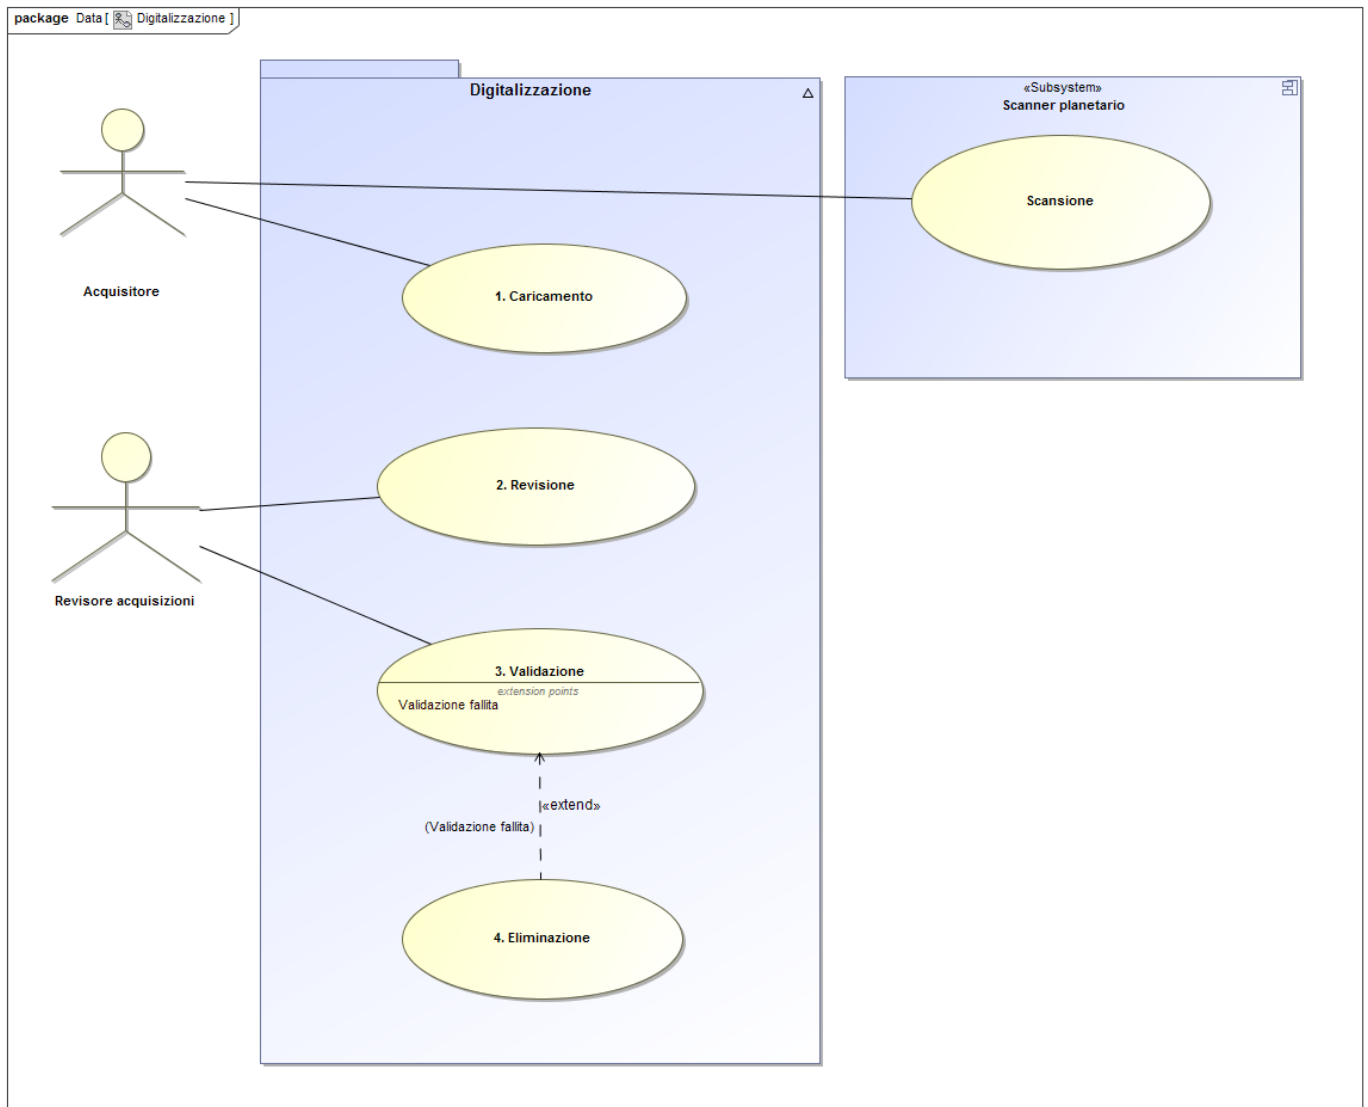 package Data [ Digitalizzazione ]
Digitalizzazione
«Subsystem»
Scanner planetario
Scansione
Acquisitore
1. Caricamento
2. Revisione
Revisore acquisizioni
3. Validazione
extension points
Validazione fallita
«extend»
(Validazione fallita)
4. Eliminazione